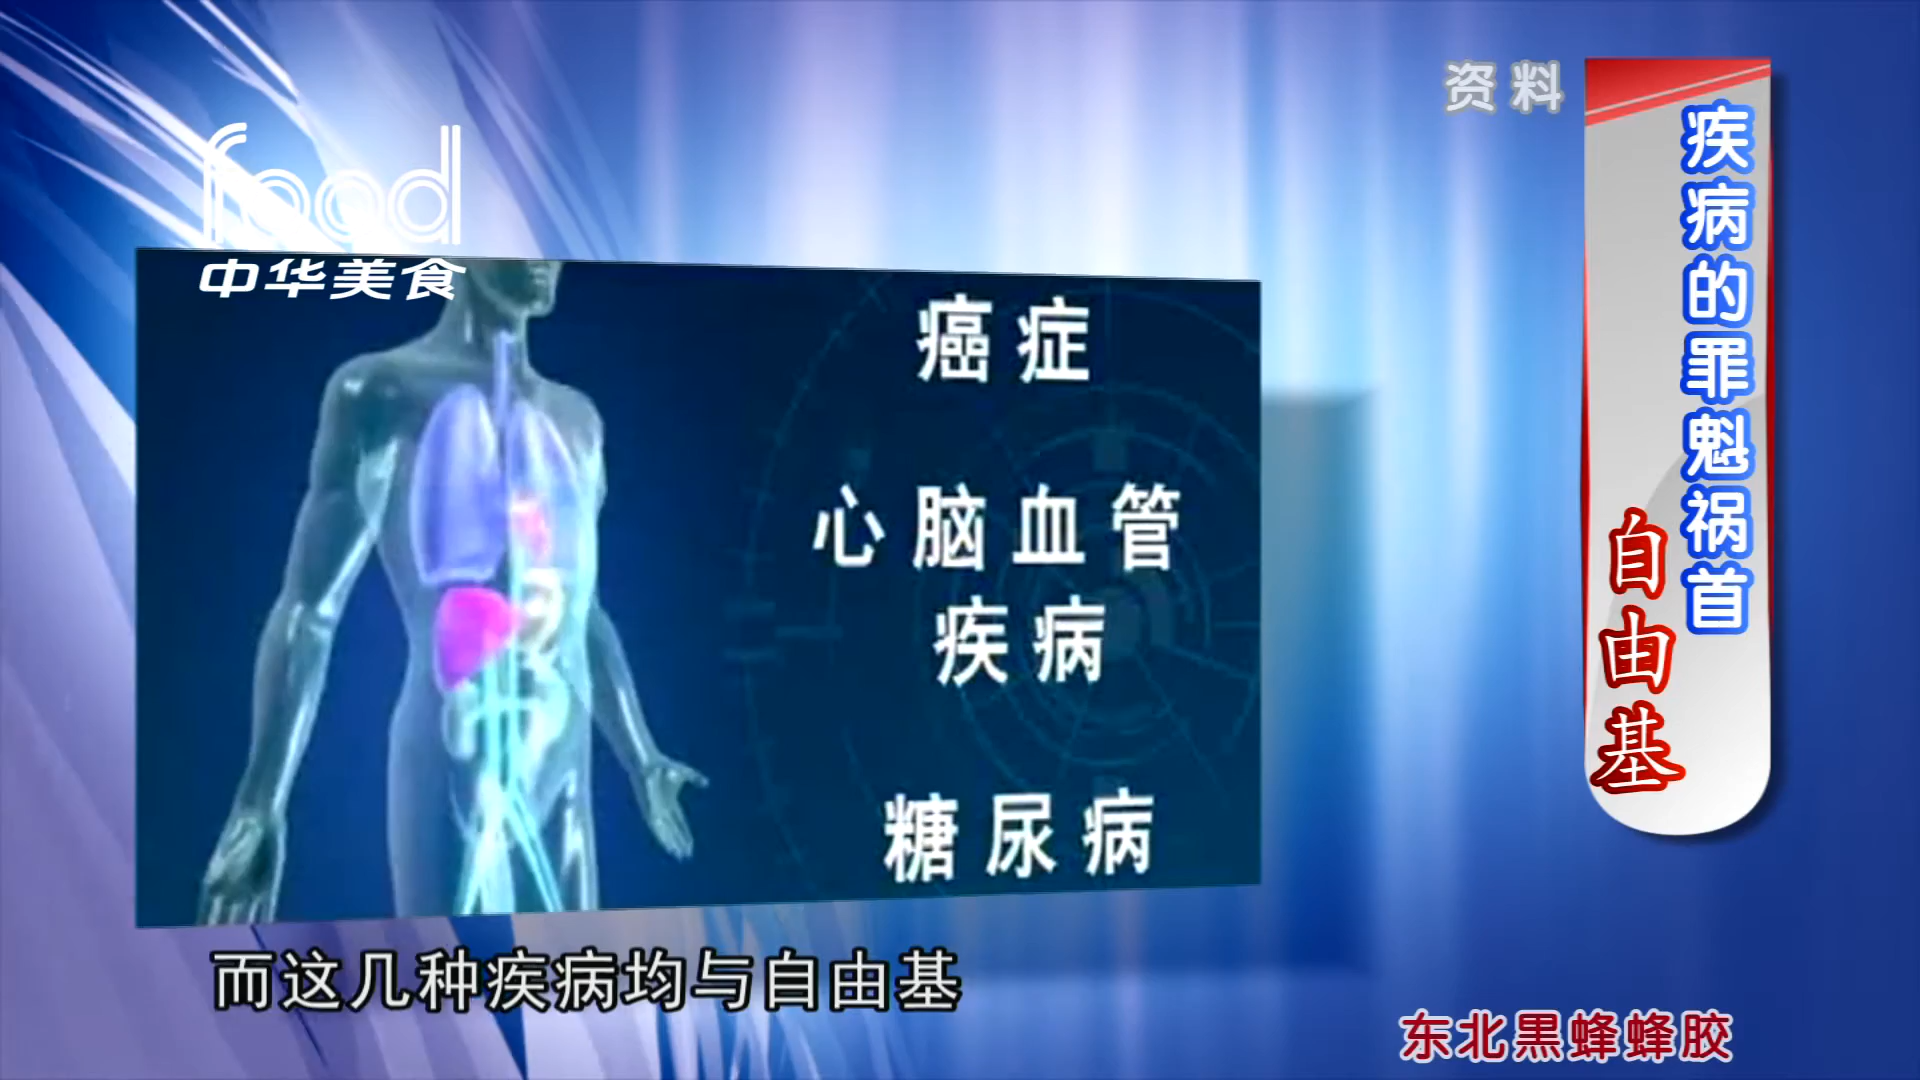 food
中华美食
资料
疾病的罪魁祸首
自由基
癌症
心脑血管
疾病
糖尿病
而这几种疾病均与自由基
东北黑蜂蜂胶